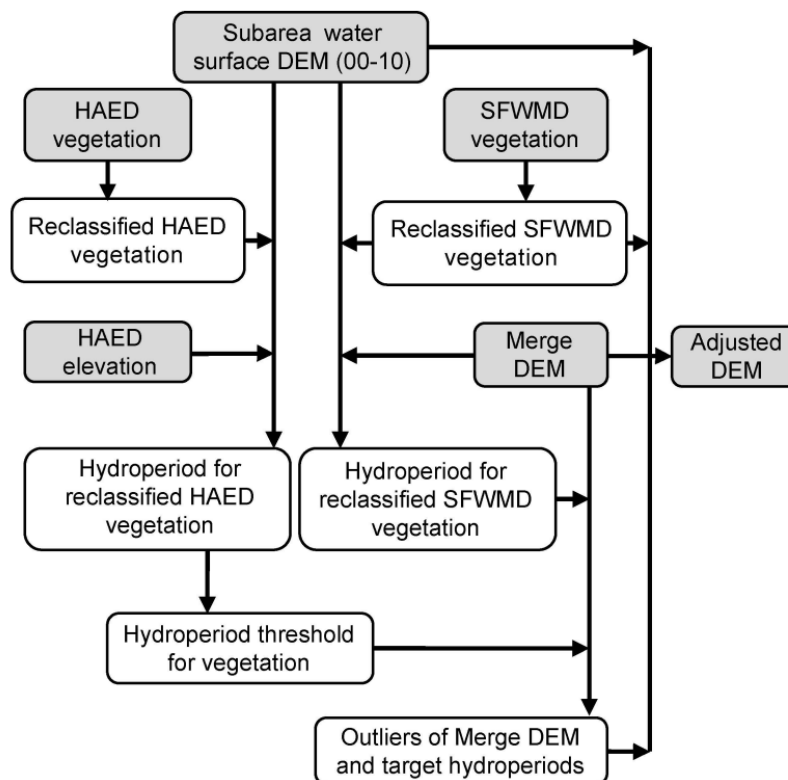 Subarea water
surface DEM (00-10)
HAED
vegetation
SFWMD
vegetation
Reclassified HAED
vegetation
Reclassified SFWMD
vegetation
HAED
elevation
Merge
DEM
Adjusted
DEM
Hydroperiod for
reclassified HAED
vegetation
Hydroperiod for
reclassified SFWMD
vegetation
Hydroperiod threshold
for vegetation
Outliers of Merge DEM
and target hydroperiods